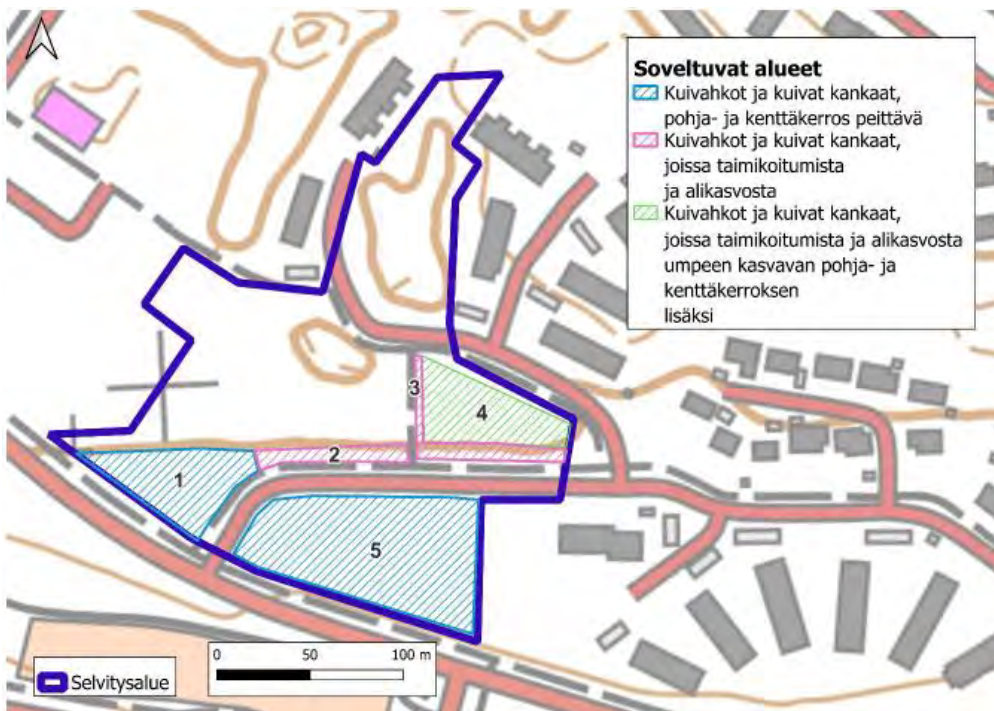 Soveltuvat alueet
Kuivahkot ja kuivat kankaat,
pohja- ja kenttäkerros peittävä
Kuivahkot ja kuivat kankaat,
joissa taimikoitumista
ja alikasvosta
Kuivahkot ja kuivat kankaat,
joissa taimikoitumista ja alikasvosta
umpeen kasvavan pohja- ja
kenttäkerroksen
lisäksi
3
4
2
1
5
0 50 100 m
Selvitysalue